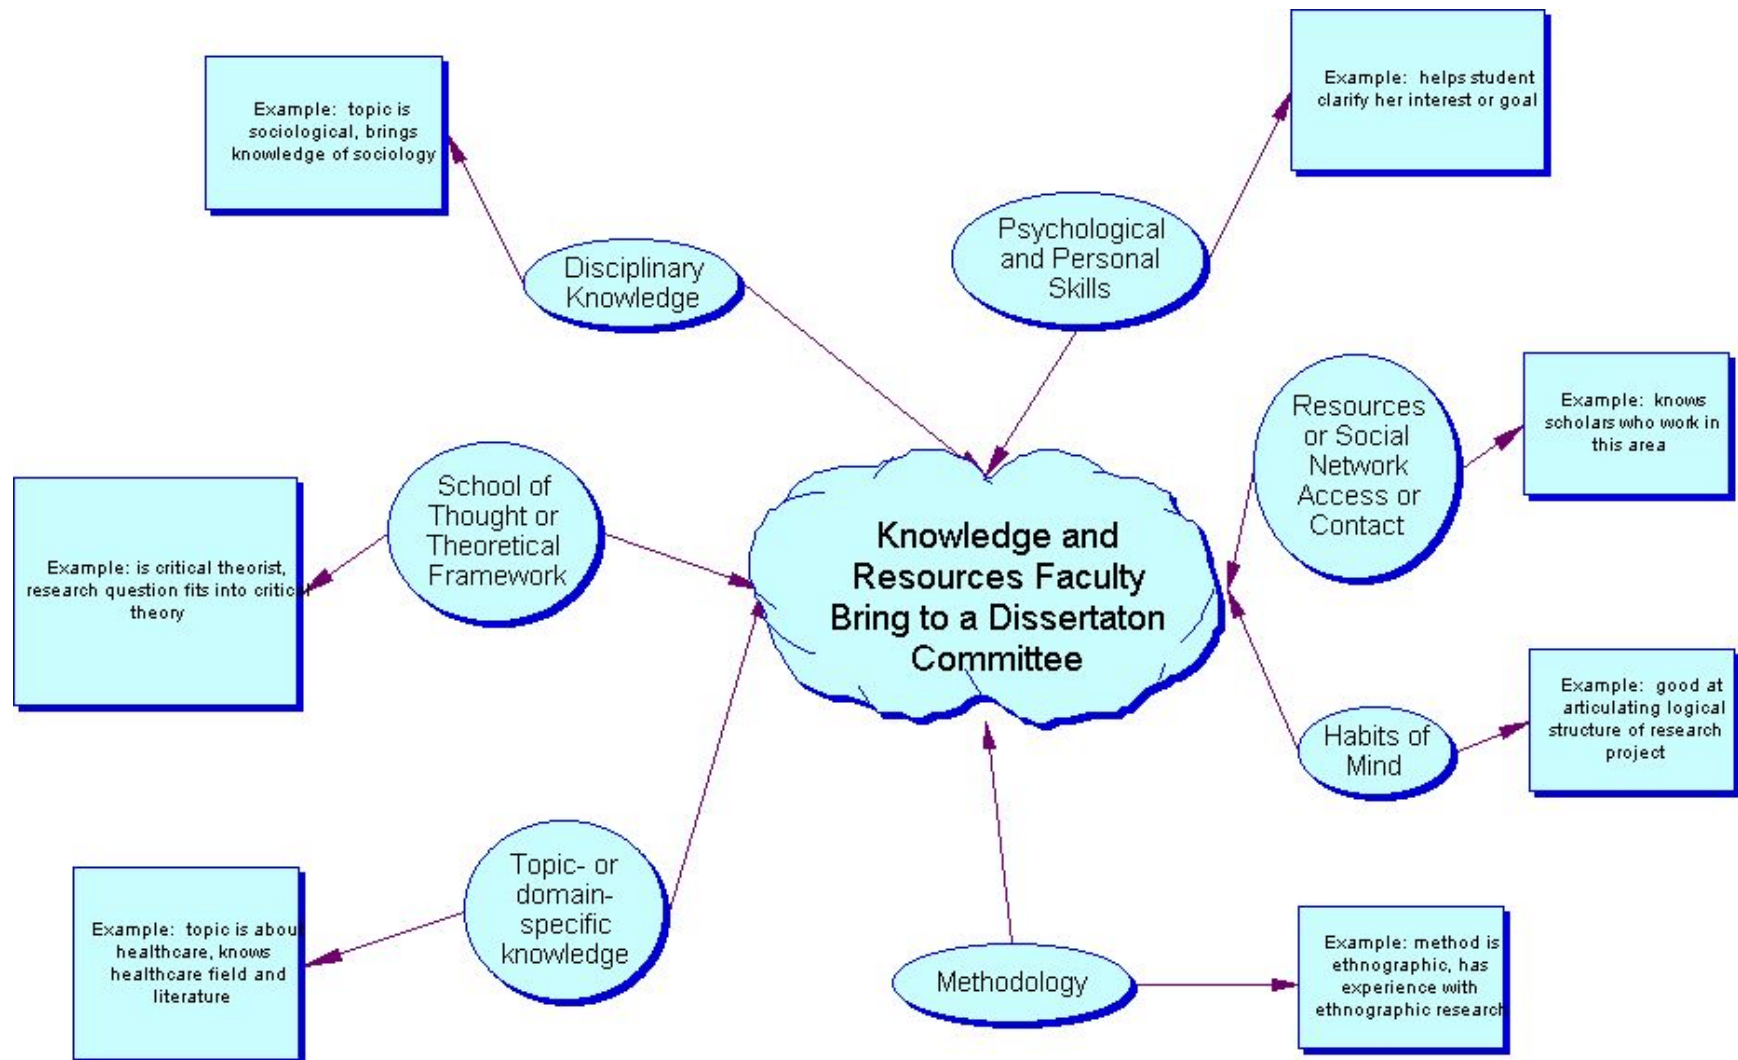 Example: topic is
sociological, brings
knowledge of sociology
Example: helps student
clarify her interest or goal
Disciplinary
Knowledge
Psychological
and Personal
Skills
Resources
or Social
Network
Access or
Contact
Example: knows
scholars who work in
this area
School of
Thought or
Theoretical
Framework
Example: is critical theorist,
research question fits into critical
theory
Knowledge and
Resources Faculty
Bring to a Dissertaton
Committee
Habits of
Mind
Example: good at
articulating logical
structure of research
project
Topic- or
domain-
specific
knowledge
Example: topic is about
healthcare, knows
healthcare field and
literature
Methodology
Example: method is
ethnographic, has
experience with
ethnographic research